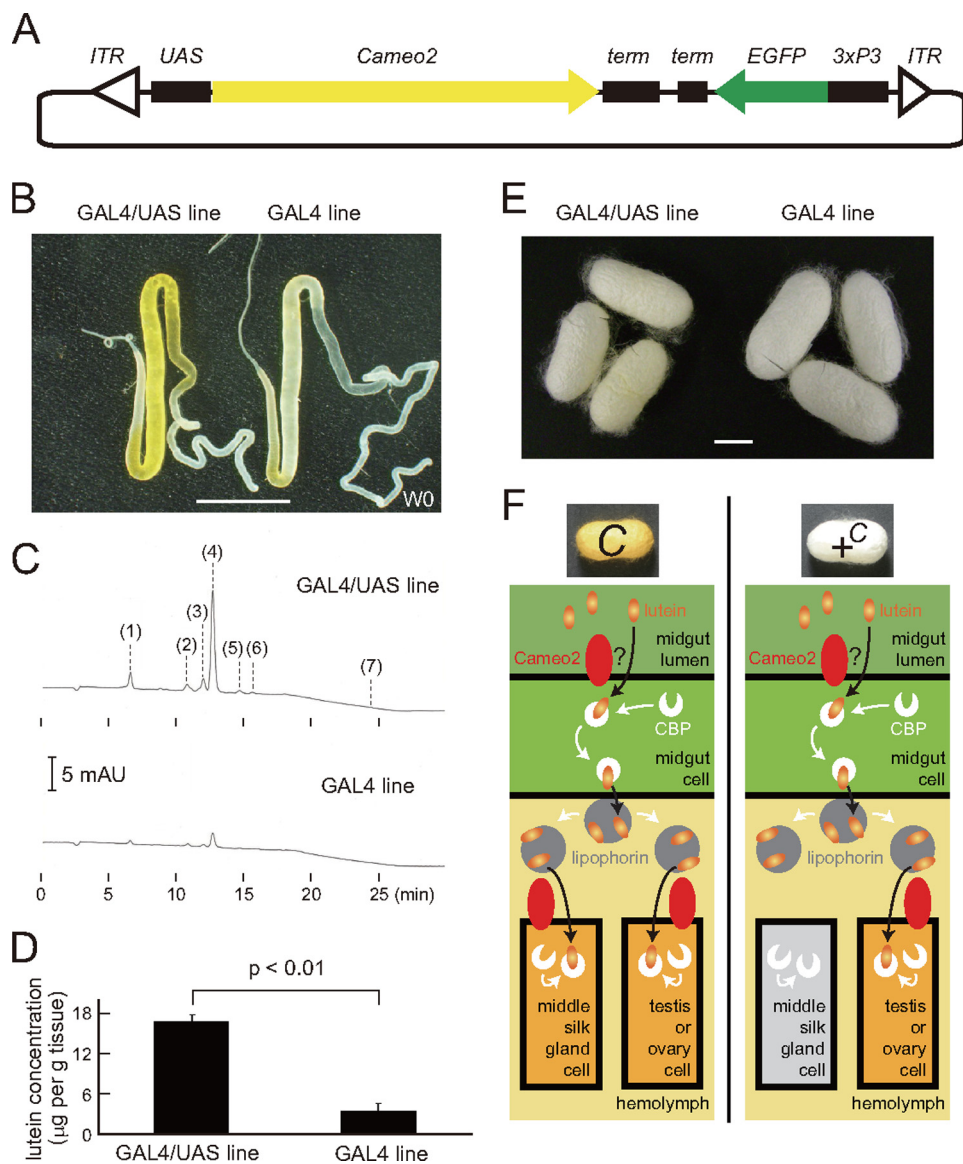 A
ITR UAS Cameo2 term term EGFP 3xP3 ITR
B
GAL4/UAS line GAL4 line
W0
C
GAL4/UAS line
(1) (2) (3) (4) (5) (6) (7)
5 mAU
GAL4 line
0 5 10 15 20 25 (min)
D
p < 0.01
lutein concentration
(μg per g tissue)
18
12
6
0
GAL4/UAS line GAL4 line
E
GAL4/UAS line GAL4 line
F
C
lutein
Cameo2 ?
midgut
lumen
CBP
midgut
cell
lipophorin
middle
silk
gland
cell
testis
or
ovary
cell
hemolymph
+C
lutein
Cameo2 ?
midgut
lumen
CBP
midgut
cell
lipophorin
middle
silk
gland
cell
testis
or
ovary
cell
hemolymph